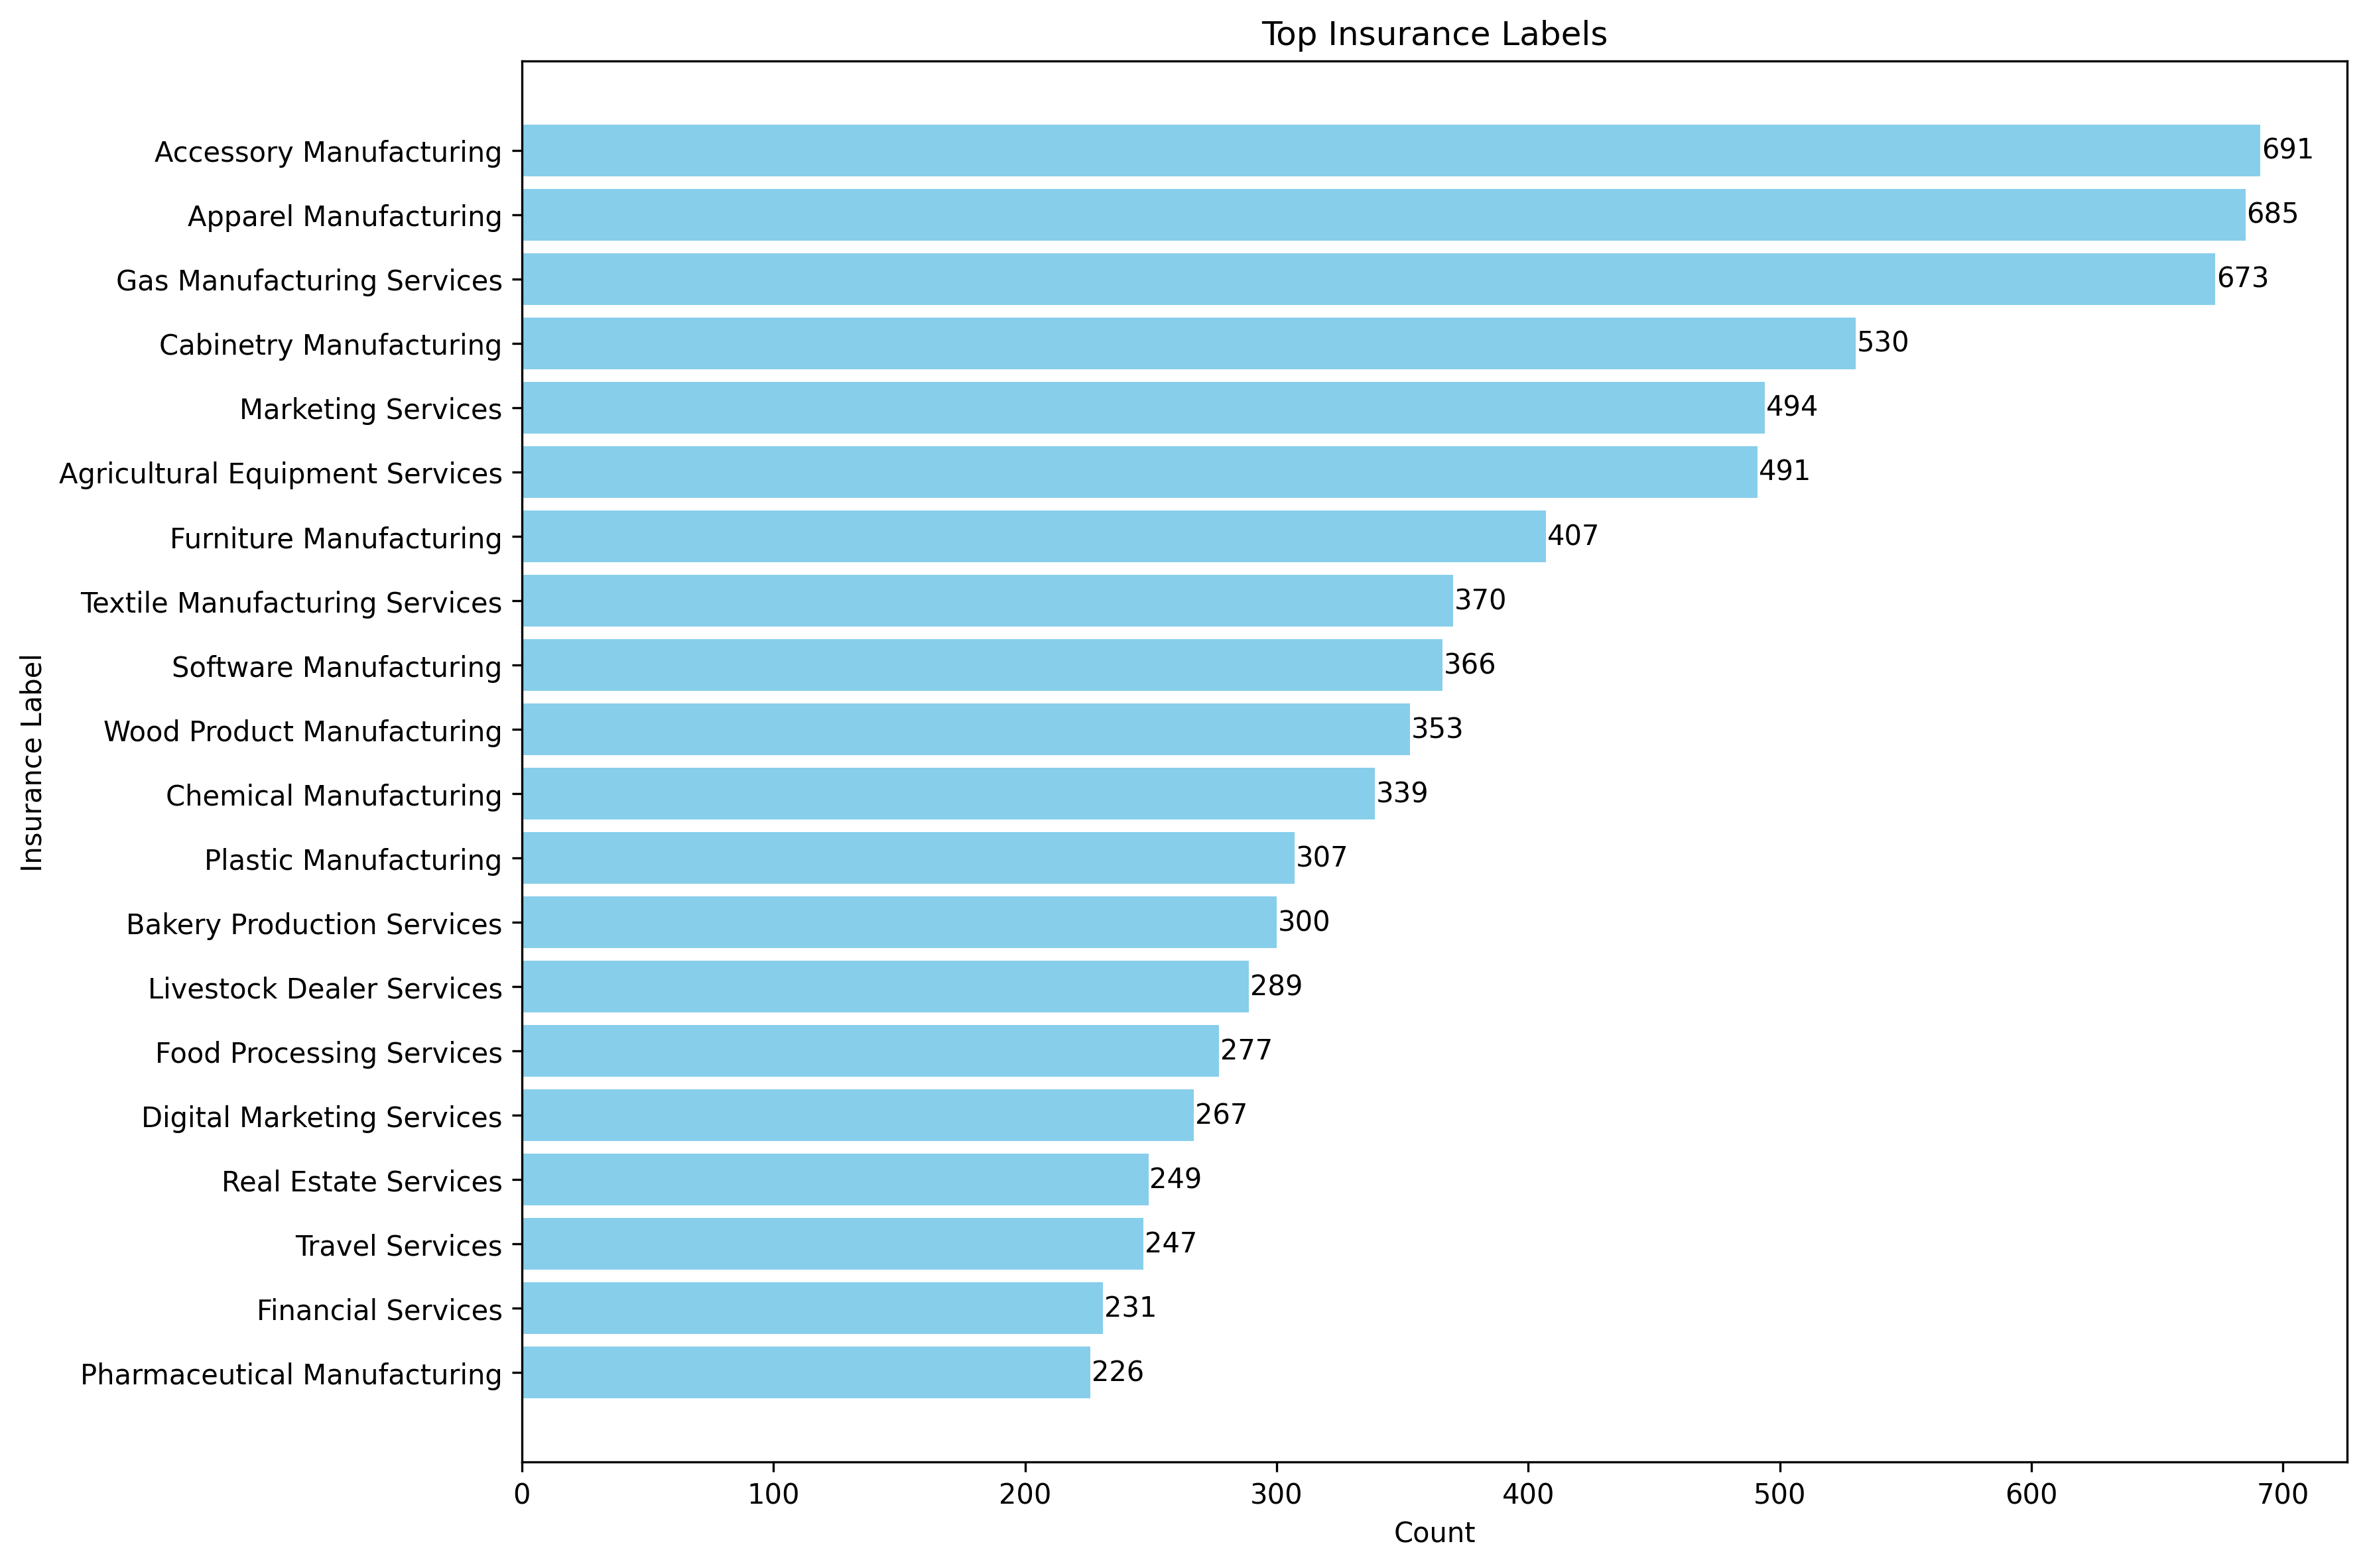 Top Insurance Labels
Accessory Manufacturing 691
Apparel Manufacturing 685
Gas Manufacturing Services 673
Cabinetry Manufacturing 530
Marketing Services 494
Agricultural Equipment Services 491
Furniture Manufacturing 407
Textile Manufacturing Services 370
Software Manufacturing 366
Wood Product Manufacturing 353
Chemical Manufacturing 339
Plastic Manufacturing 307
Bakery Production Services 300
Livestock Dealer Services 289
Food Processing Services 277
Digital Marketing Services 267
Real Estate Services 249
Travel Services 247
Financial Services 231
Pharmaceutical Manufacturing 226
Insurance Label
0 100 200 300 400 500 600 700
Count